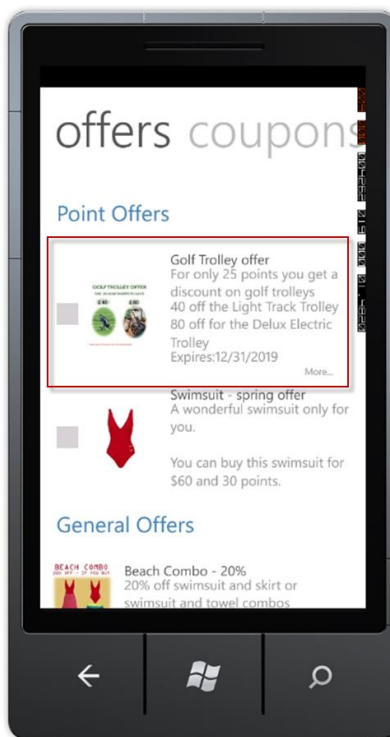 offers coupons
Point Offers
Golf Trolley offer
For only 25 points you get a
discount on golf trolleys
40 off the Light Track Trolley
80 off for the Delux Electric
Trolley
Expires:12/31/2019
More...
GOLF TROLLEY OFFER
£40 £80
Swimsuit - spring offer
A wonderful swimsuit only for
you.
You can buy this swimsuit for
$60 and 30 points.
General Offers
BEACH COMBO
Beach Combo - 20%
20% off swimsuit and skirt or
swimsuit and towel combos